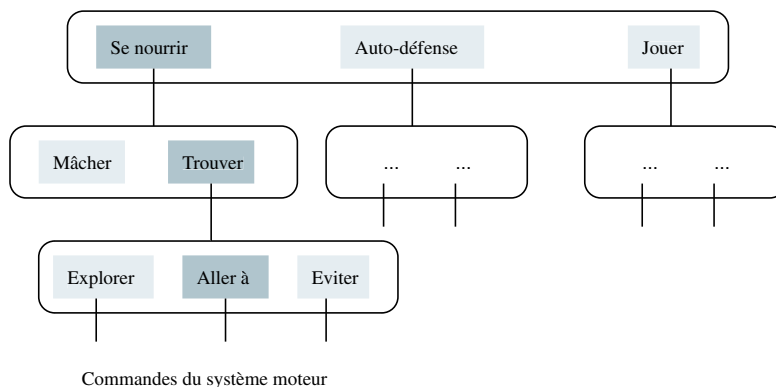 Se nourrir Auto-défense Jouer
Mâcher Trouver ... ... ... ...
Explorer Aller à Eviter
Commandes du système moteur